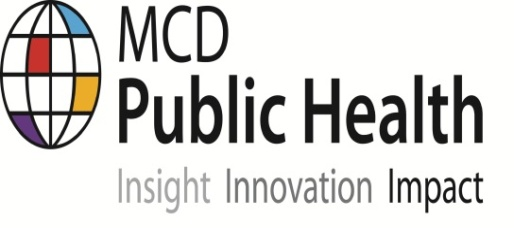 MCD
Public Health
Insight Innovation Impact